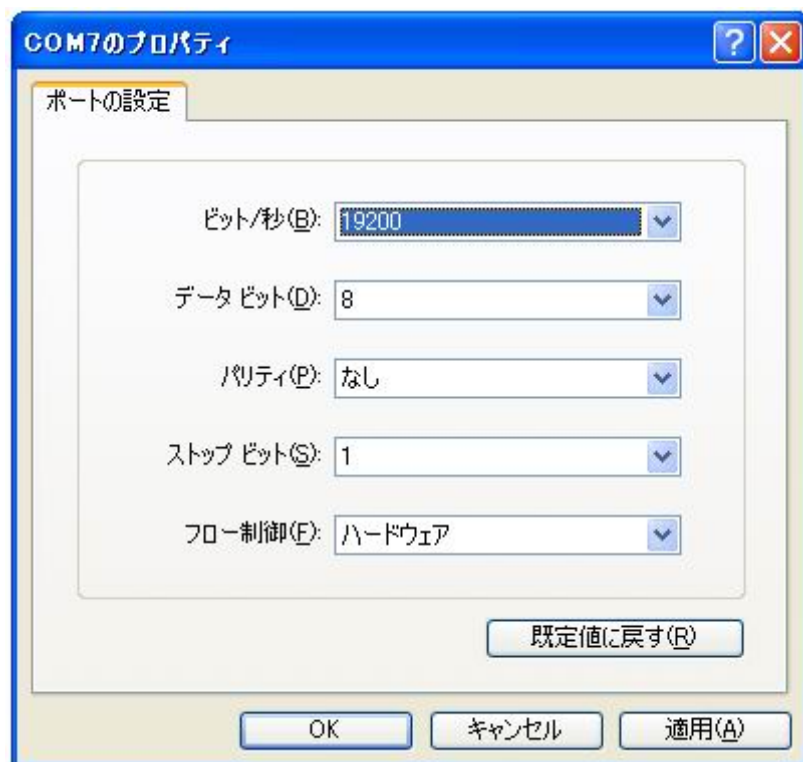 COM7のプロパティ
ポートの設定
ビット/秒(B): 19200
データ ビット(D): 8
パリティ(P): なし
ストップ ビット(S): 1
フロー制御(F): ハードウェア
既定値に戻す(R)
OK キャンセル 適用(A)